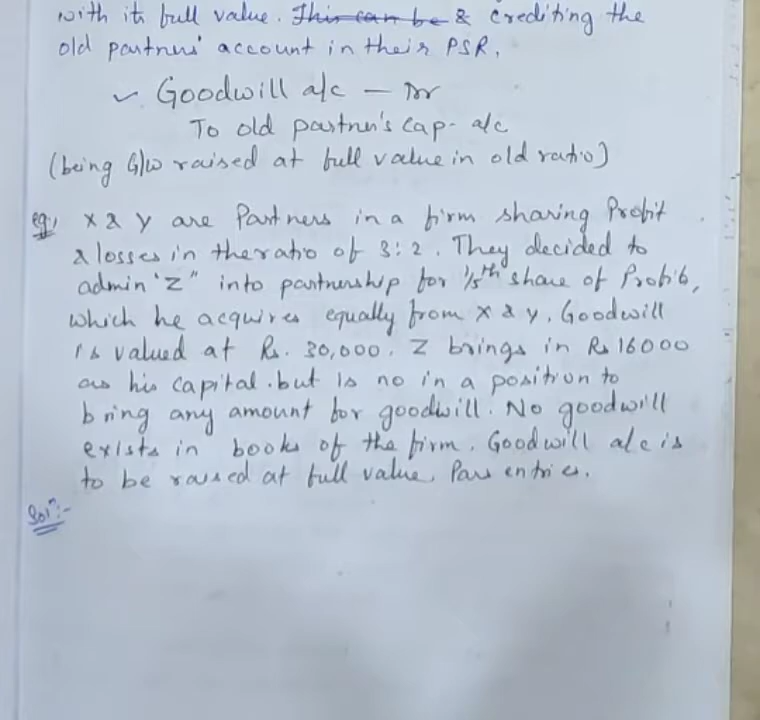 with its full value. This can be & crediting the
old partners' account in their PSR.
✓ Goodwill a/c — Dr
To old partner's Cap- a/c
(being G/W raised at full value in old ratio)
eg, X & Y are Partners in a firm sharing Profit
& losses in the ratio of 3:2. They decided to
admin 'Z" into partnership for 1/5th share of Profits,
which he acquires equally from X & Y. Goodwill
is valued at Rs. 30,000. Z brings in Rs 16000
as his capital. but is no in a position to
bring any amount for goodwill. No goodwill
exists in books of the firm. Goodwill a/c is
to be raised at full value. Pass entries.
Solⁿ:-